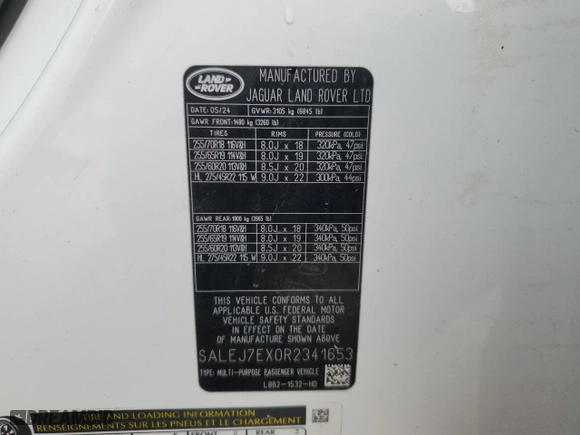 LAND ROVER
MANUFACTURED BY
JAGUAR LAND ROVER LTD
DATE: 05/24 GVWR: 3105 kg (6845 lb)
GAWR FRONT: 1480 kg (3260 lb)
TIRES RIMS PRESSURE (COLD)
255/70R18 116V&H 8.0J x 18 320kPa, 47psi
255/65R19 114V&H 8.0J x 19 320kPa, 47psi
255/60R20 113V&H 8.5J x 20 320kPa, 47psi
HL 275/45R22 115 W 9.0J x 22 300kPa, 44psi
GAWR REAR: 1800 kg (3965 lb)
255/70R18 116V&H 8.0J x 18 340kPa, 50psi
255/65R19 114V&H 8.0J x 19 340kPa, 50psi
255/60R20 113V&H 8.5J x 20 340kPa, 50psi
HL 275/45R22 115 W 9.0J x 22 340kPa, 50psi
THIS VEHICLE CONFORMS TO ALL
APPLICABLE U.S. FEDERAL MOTOR
VEHICLE SAFETY STANDARDS IN
EFFECT ON THE DATE
OF MANUFACTURE SHOWN ABOVE
SALEJ7EX0R2341653
TYPE: MULTI-PURPOSE PASSENGER VEHICLE
L8B2-1532-HD
AND LOADING INFORMATION
RENSEIGNEMENTS SUR LES PNEUS ET LE CHARGEMENT
FRONT REAR